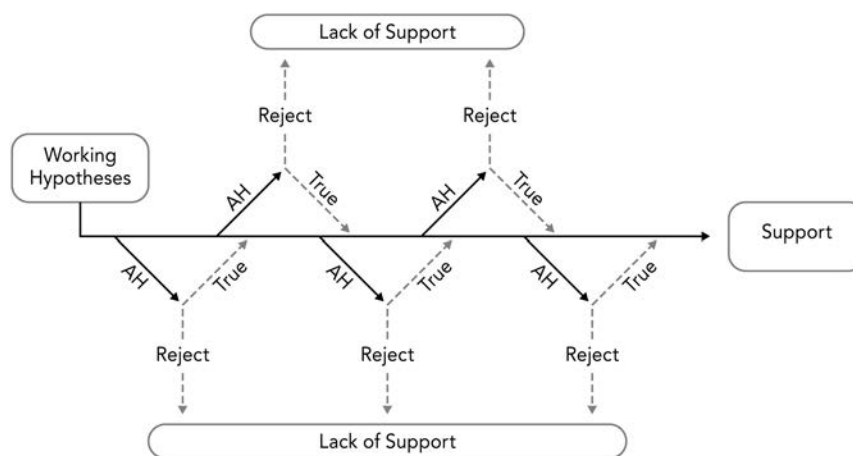 Lack of Support
Reject
Reject
Working
Hypotheses
AH
True
AH
True
Support
AH
True
AH
True
AH
True
Reject
Reject
Reject
Lack of Support